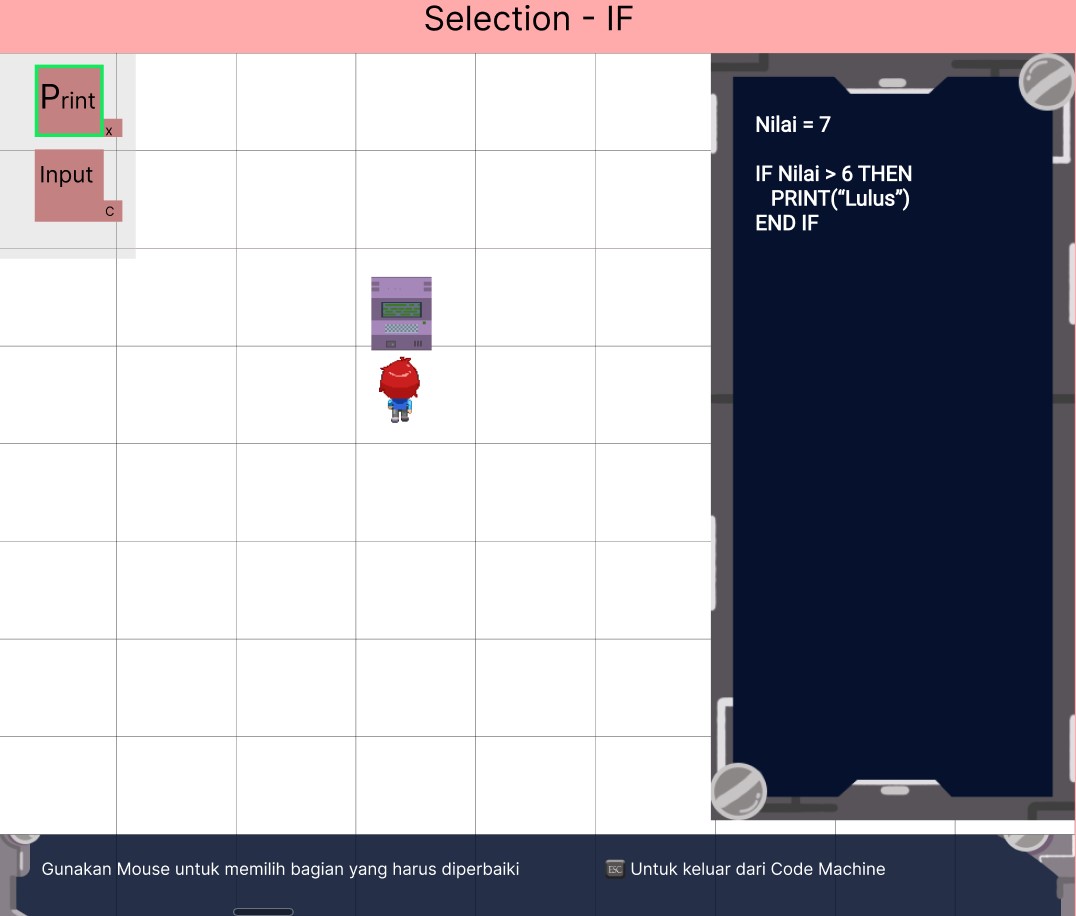 Selection - IF
Print
x
Input
C
Nilai = 7
IF Nilai > 6 THEN
PRINT(“Lulus”)
END IF
Gunakan Mouse untuk memilih bagian yang harus diperbaiki
ESC Untuk keluar dari Code Machine